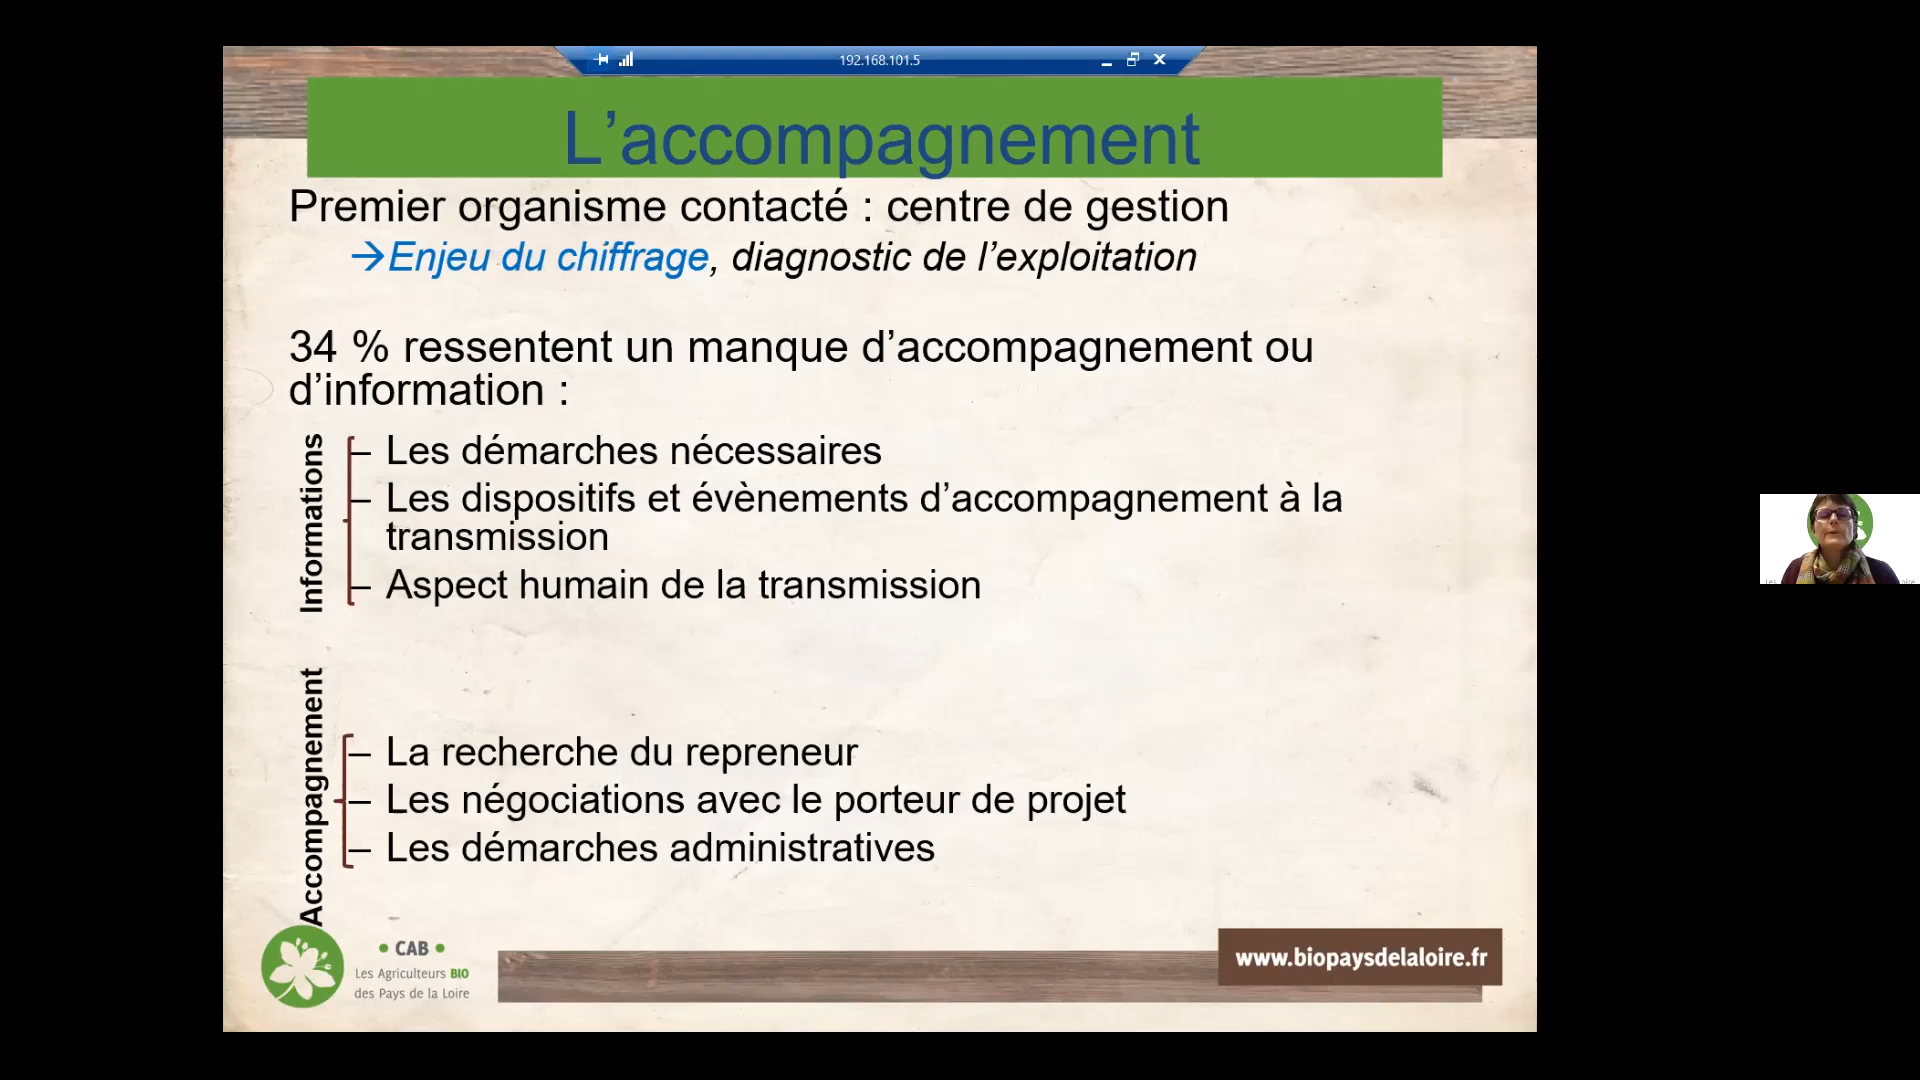 192.168.101.5
L’accompagnement
Premier organisme contacté : centre de gestion
→Enjeu du chiffrage, diagnostic de l’exploitation
34 % ressentent un manque d’accompagnement ou
d’information :
Informations
– Les démarches nécessaires
– Les dispositifs et évènements d’accompagnement à la
transmission
– Aspect humain de la transmission
Accompagnement
– La recherche du repreneur
– Les négociations avec le porteur de projet
– Les démarches administratives
• CAB •
Les Agriculteurs BIO
des Pays de la Loire
www.biopaysdelaloire.fr